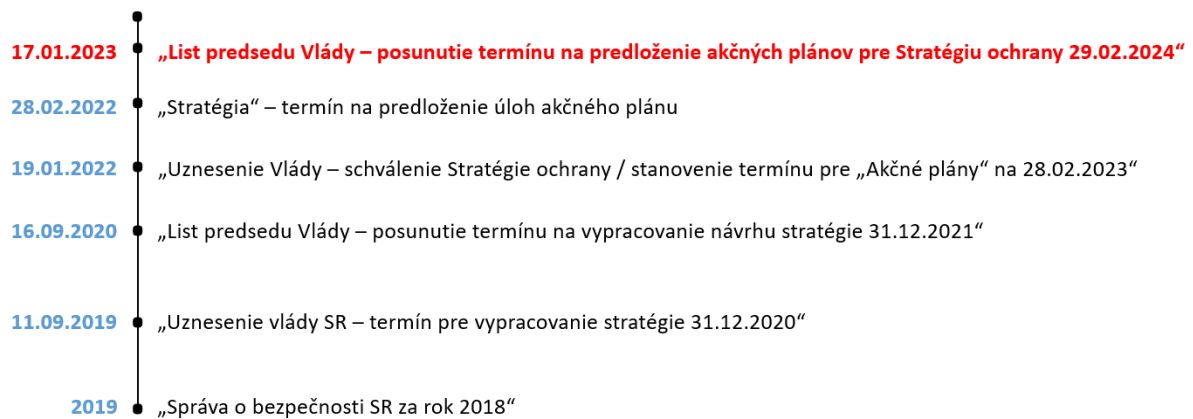 17.01.2023 „List predsedu Vlády – posunutie termínu na predloženie akčných plánov pre Stratégiu ochrany 29.02.2024“
28.02.2022 „Stratégia“ – termín na predloženie úloh akčného plánu
19.01.2022 „Uznesenie Vlády – schválenie Stratégie ochrany / stanovenie termínu pre „Akčné plány“ na 28.02.2023“
16.09.2020 „List predsedu Vlády – posunutie termínu na vypracovanie návrhu stratégie 31.12.2021“
11.09.2019 „Uznesenie vlády SR – termín pre vypracovanie stratégie 31.12.2020“
2019 „Správa o bezpečnosti SR za rok 2018“